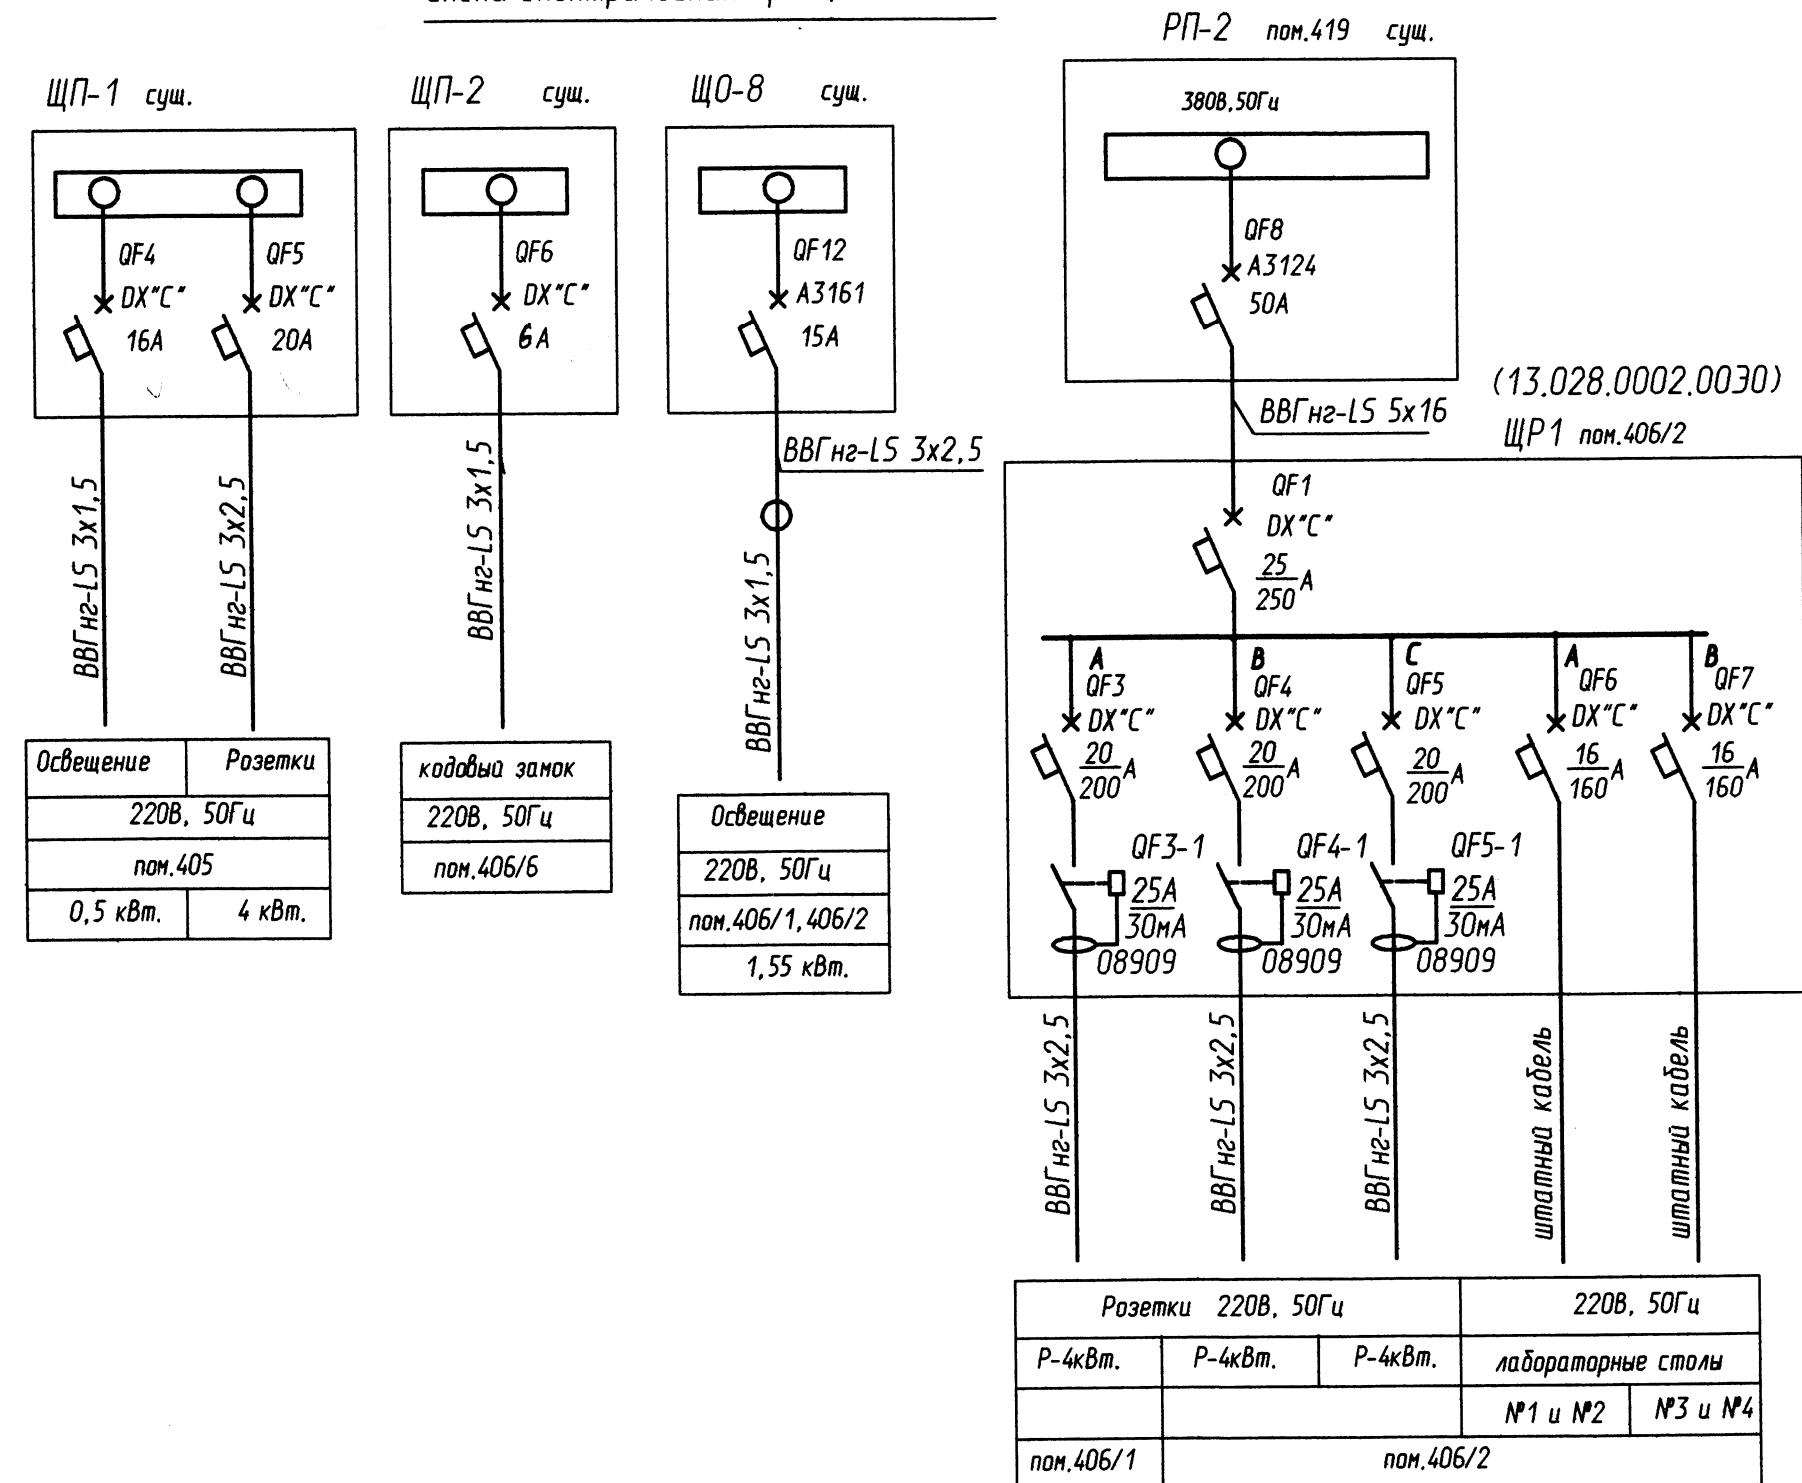 РП-2 пом.419 сущ.
ЩП-1 сущ.
ЩП-2 сущ.
ЩО-8 сущ.
380В,50Гц
QF4
DX"C"
16А
QF5
DX"C"
20А
QF6
DX"C"
6А
QF12
А3161
15А
QF8
А3124
50А
ВВГнг-LS 5х16
(13.028.0002.00Э0)
ЩР1 пом.406/2
ВВГнг-LS 3х1,5
ВВГнг-LS 3х2,5
ВВГнг-LS 3х1,5
ВВГнг-LS 3х2,5
ВВГнг-LS 3х1,5
Освещение Розетки
220В, 50Гц
пом.405
0,5 кВт. 4 кВт.
кодовый замок
220В, 50Гц
пом.406/6
Освещение
220В, 50Гц
пом.406/1,406/2
1,55 кВт.
QF1
DX"C"
25
250 А
A B C A B
QF3 QF4 QF5 QF6 QF7
DX"C" DX"C" DX"C" DX"C" DX"C"
20 20 20 16 16
200 А 200 А 200 А 160 А 160 А
QF3-1 QF4-1 QF5-1
25А 25А 25А
30мА 30мА 30мА
08909 08909 08909
ВВГнг-LS 3х2,5
ВВГнг-LS 3х2,5
ВВГнг-LS 3х2,5
штатный кабель
штатный кабель
Розетки 220В, 50Гц 220В, 50Гц
Р-4кВт. Р-4кВт. Р-4кВт. лабораторные столы
№1 и №2 №3 и №4
пом.406/1 пом.406/2